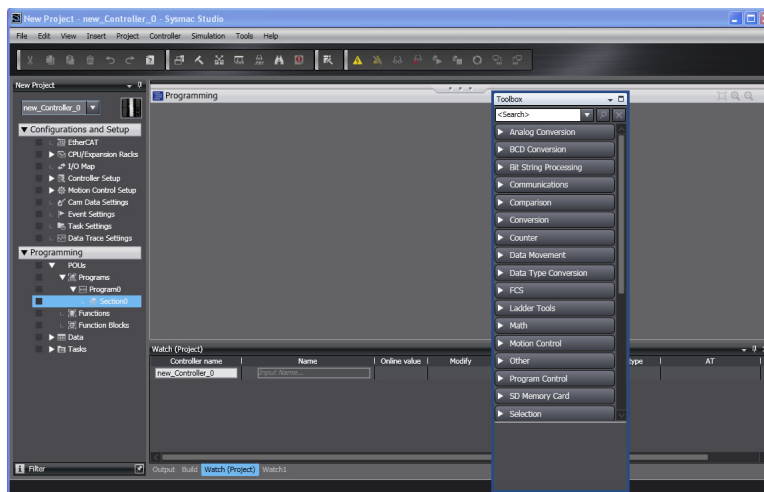 New Project - new_Controller_0 - Sysmac Studio
File Edit View Insert Project Controller Simulation Tools Help
New Project
new_Controller_0
Configurations and Setup
EtherCAT
CPU/Expansion Racks
I/O Map
Controller Setup
Motion Control Setup
Cam Data Settings
Event Settings
Task Settings
Data Trace Settings
Programming
POUs
Programs
Program0
Section0
Functions
Function Blocks
Data
Tasks
Filter
Programming
Toolbox
<Search>
Analog Conversion
BCD Conversion
Bit String Processing
Communications
Comparison
Conversion
Counter
Data Movement
Data Type Conversion
FCS
Ladder Tools
Math
Motion Control
Other
Program Control
SD Memory Card
Selection
Watch (Project)
Controller name Name Online value Modify type AT
new_Controller_0 Input Name...
Output Build Watch (Project) Watch1